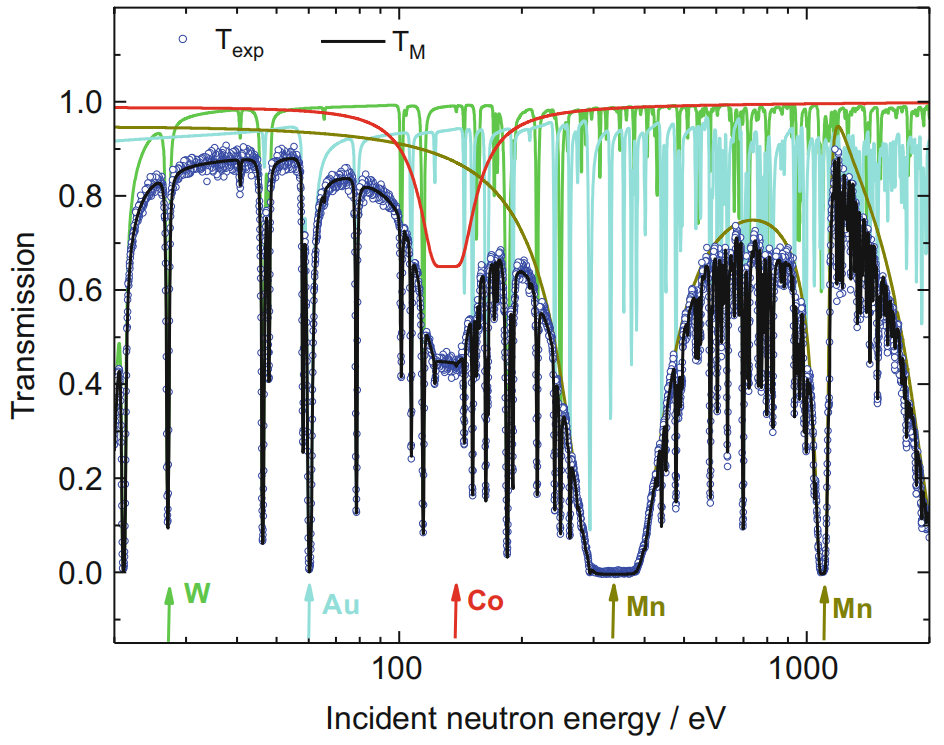 T_exp T_M
1.0
0.8
0.6
0.4
0.2
0.0
Transmission
W Au Co Mn Mn
100 1000
Incident neutron energy / eV